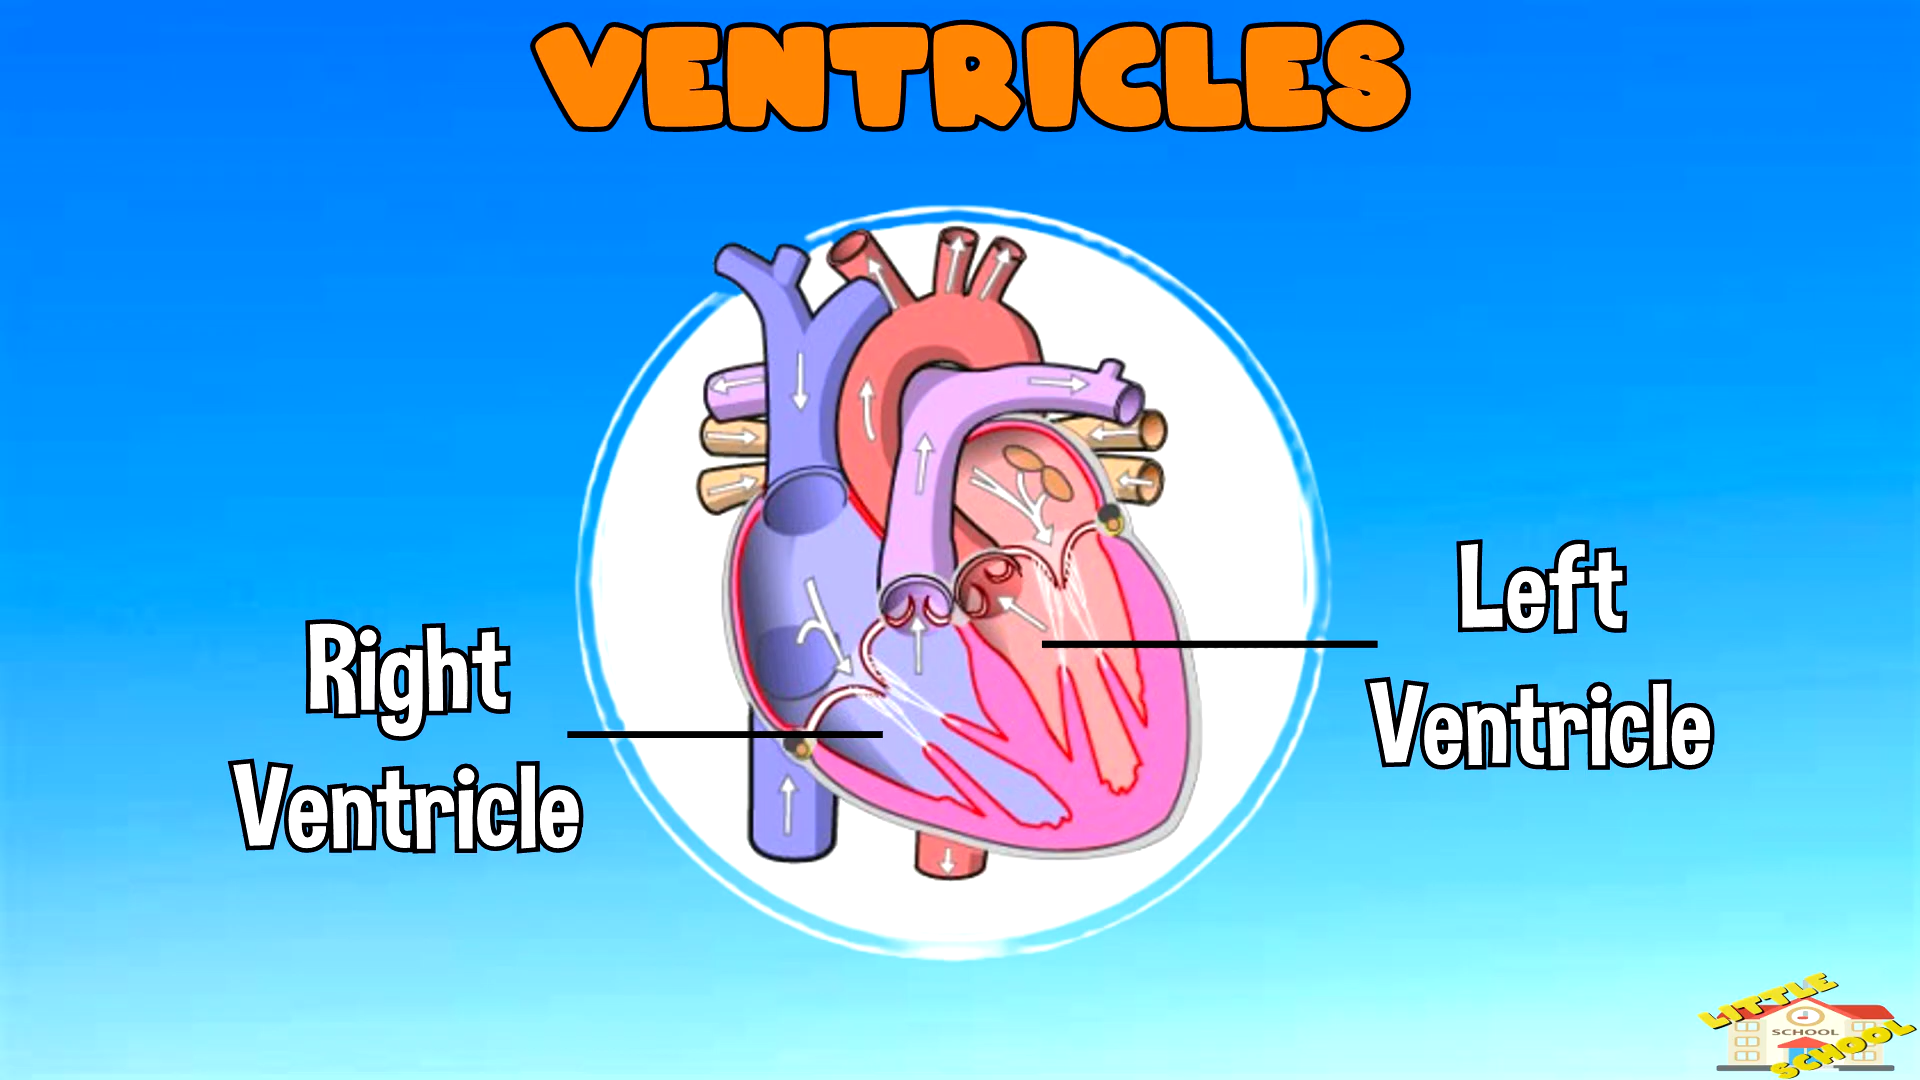 VENTRICLES
Left
Ventricle
Right
Ventricle
LITTLE
SCHOOL
SCHOOL